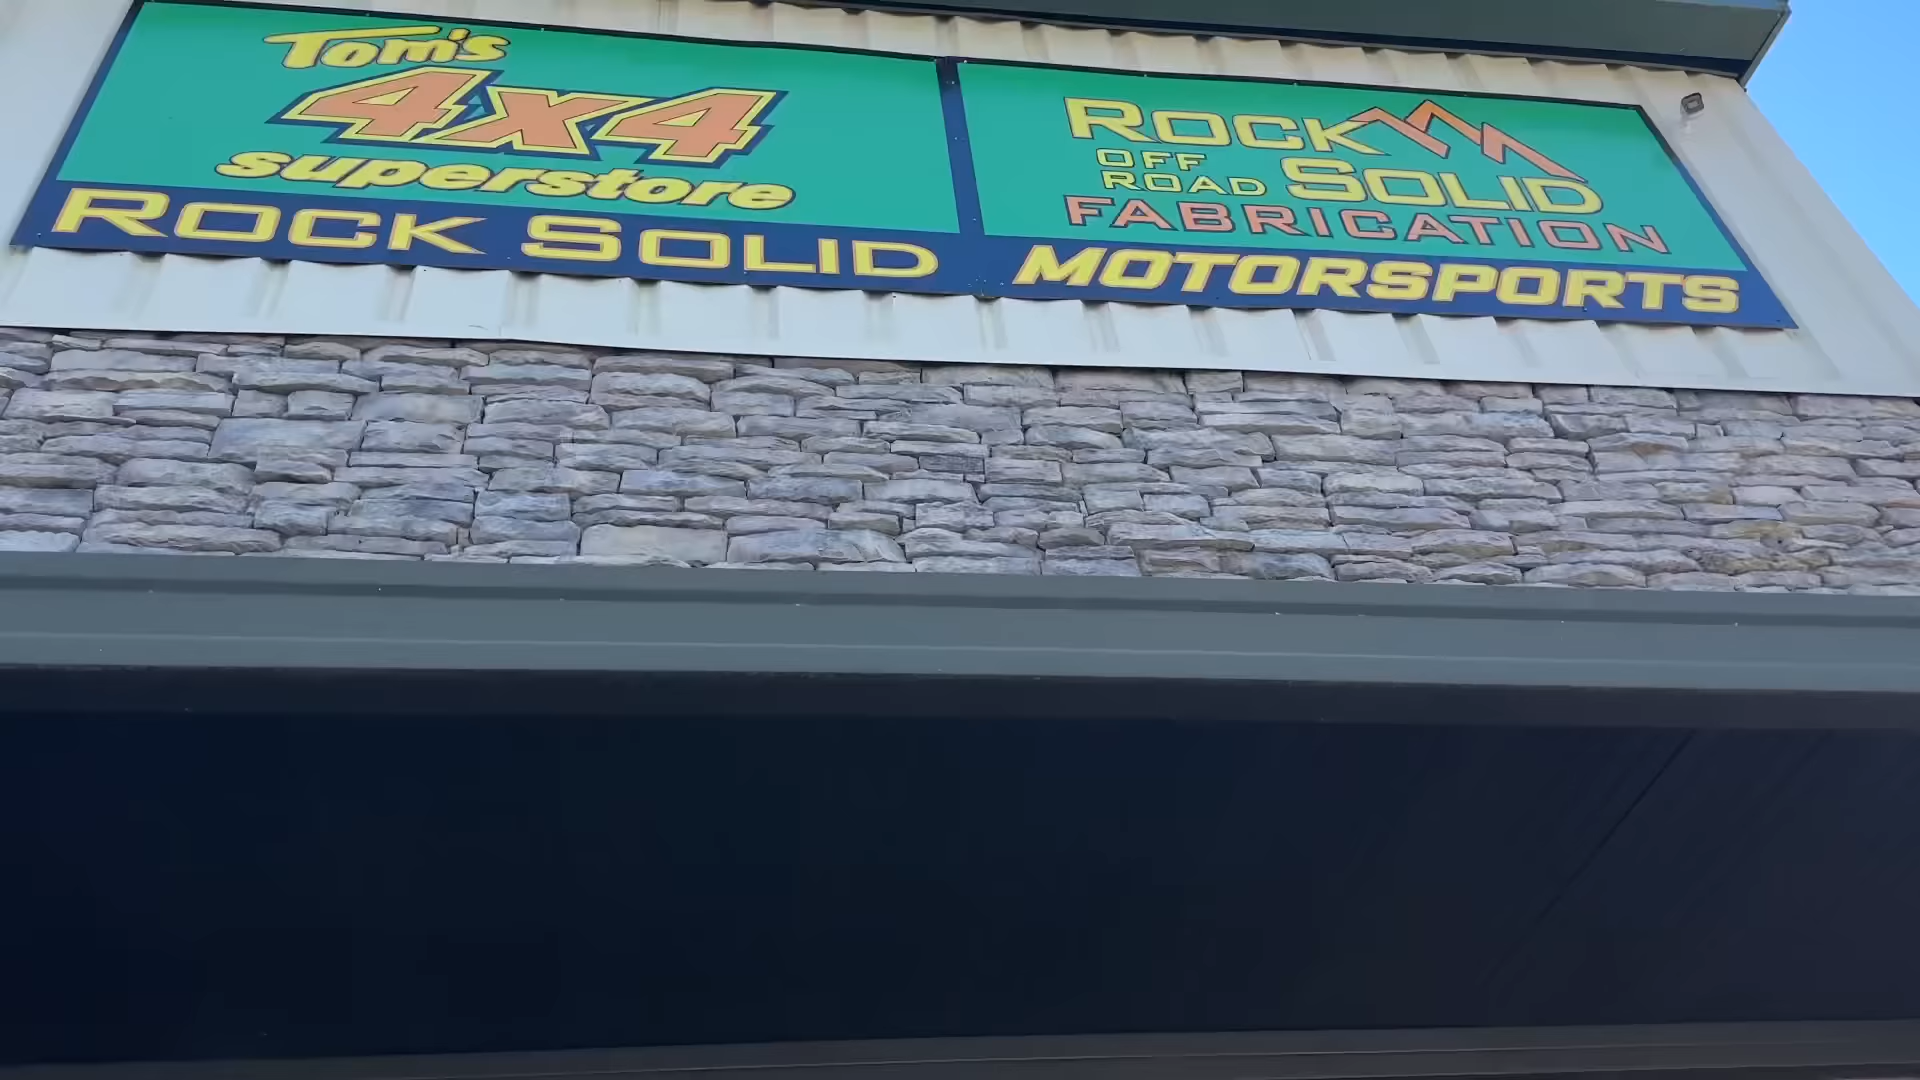 Tom's
4x4
superstore
ROCK SOLID
ROCK
OFF ROAD SOLID
FABRICATION
MOTORSPORTS